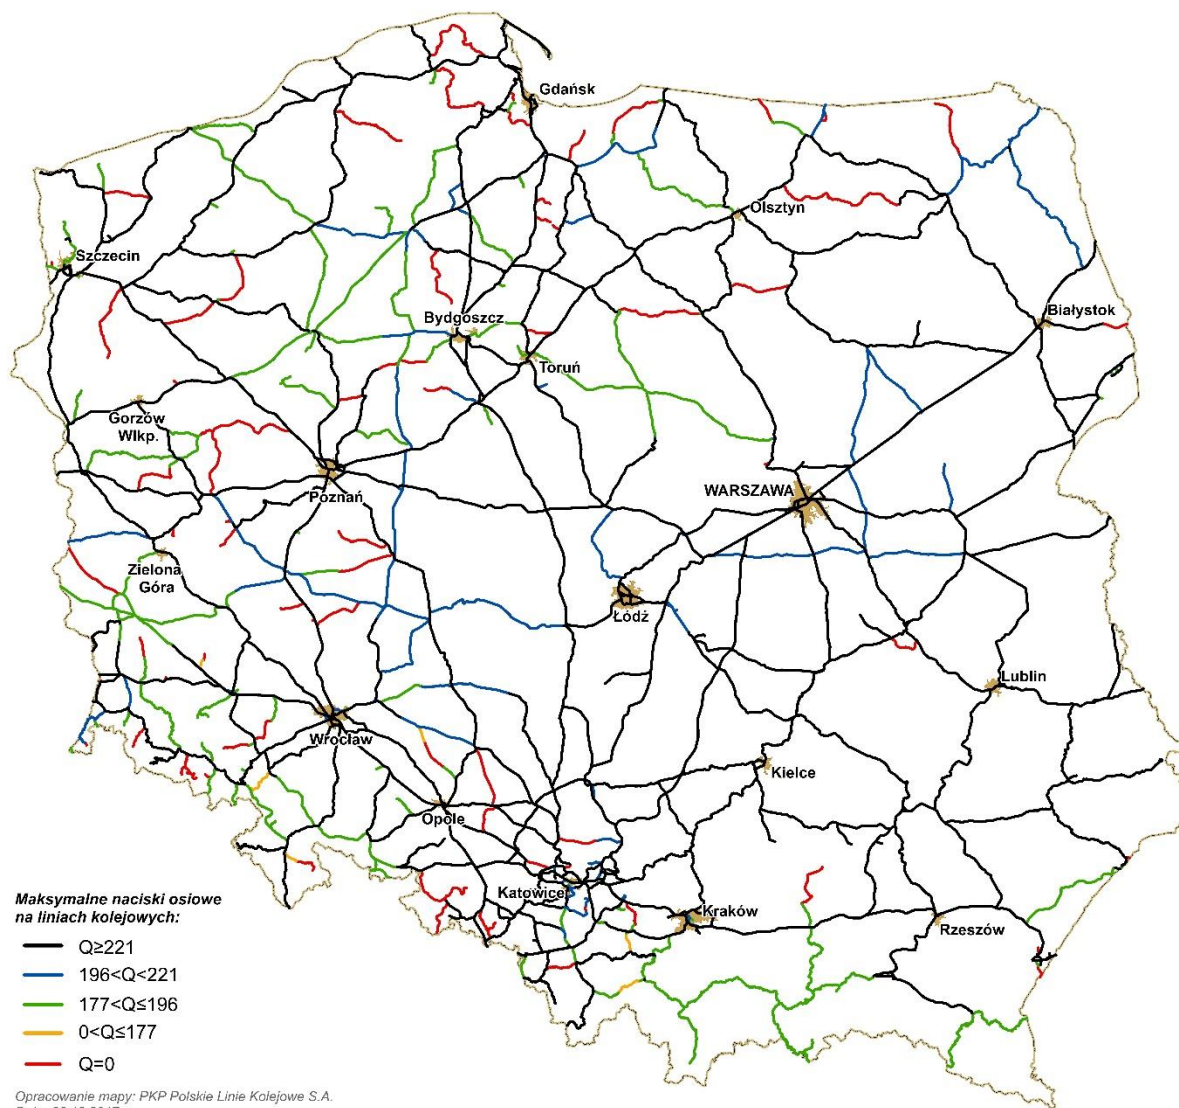 Gdańsk
Olsztyn
Szczecin
Białystok
Bydgoszcz
Toruń
Gorzów
Wlkp.
Poznań
WARSZAWA
Zielona
Góra
Łódź
Lublin
Wrocław
Kielce
Opole
Katowice
Kraków
Rzeszów
Maksymalne naciski osiowe
na liniach kolejowych:
Q≥221
196<Q<221
177<Q≤196
0<Q≤177
Q=0
Opracowanie mapy: PKP Polskie Linie Kolejowe S.A.